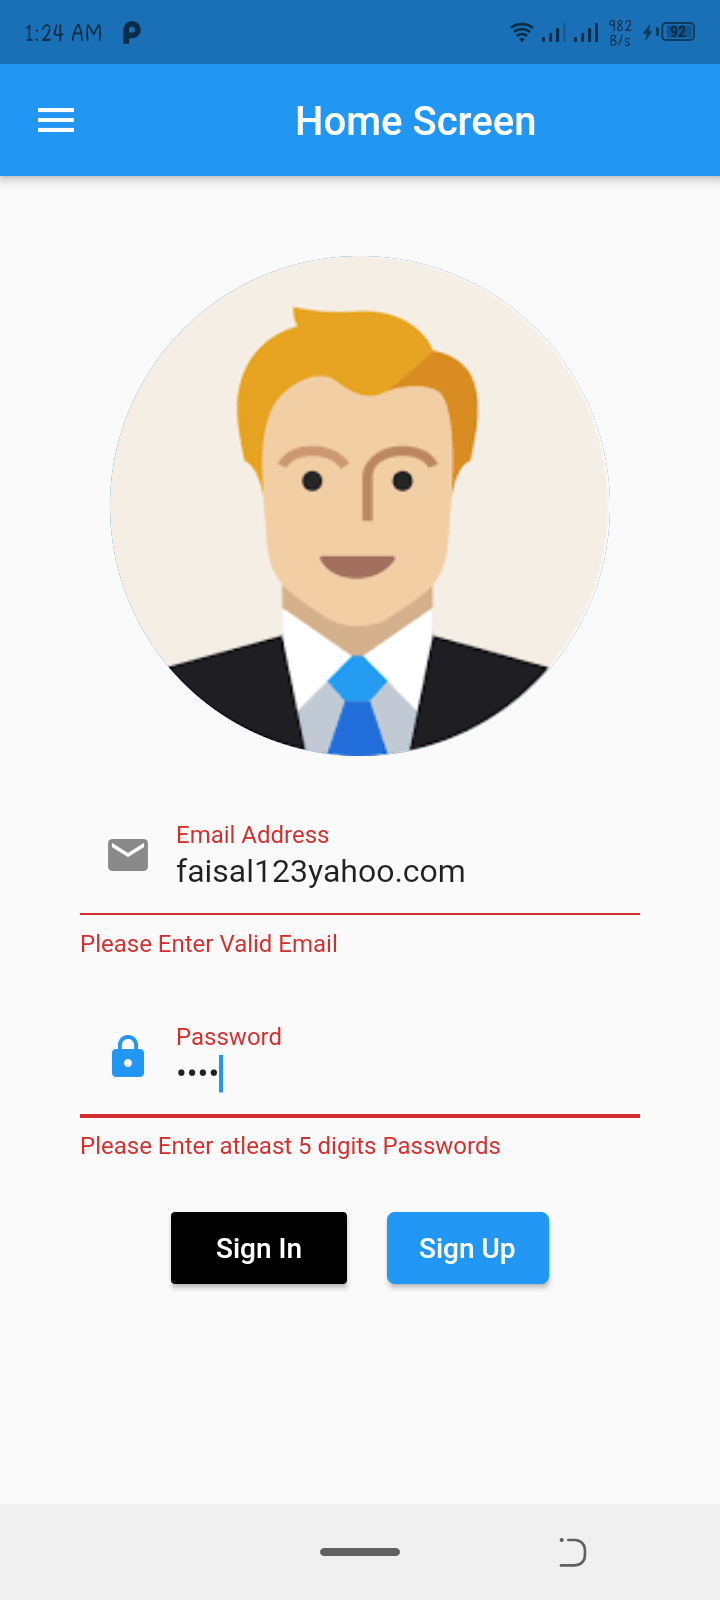 1:24 AM
982
B/s
92
Home Screen
Email Address
faisal123yahoo.com
Please Enter Valid Email
Password
••••
Please Enter atleast 5 digits Passwords
Sign In
Sign Up